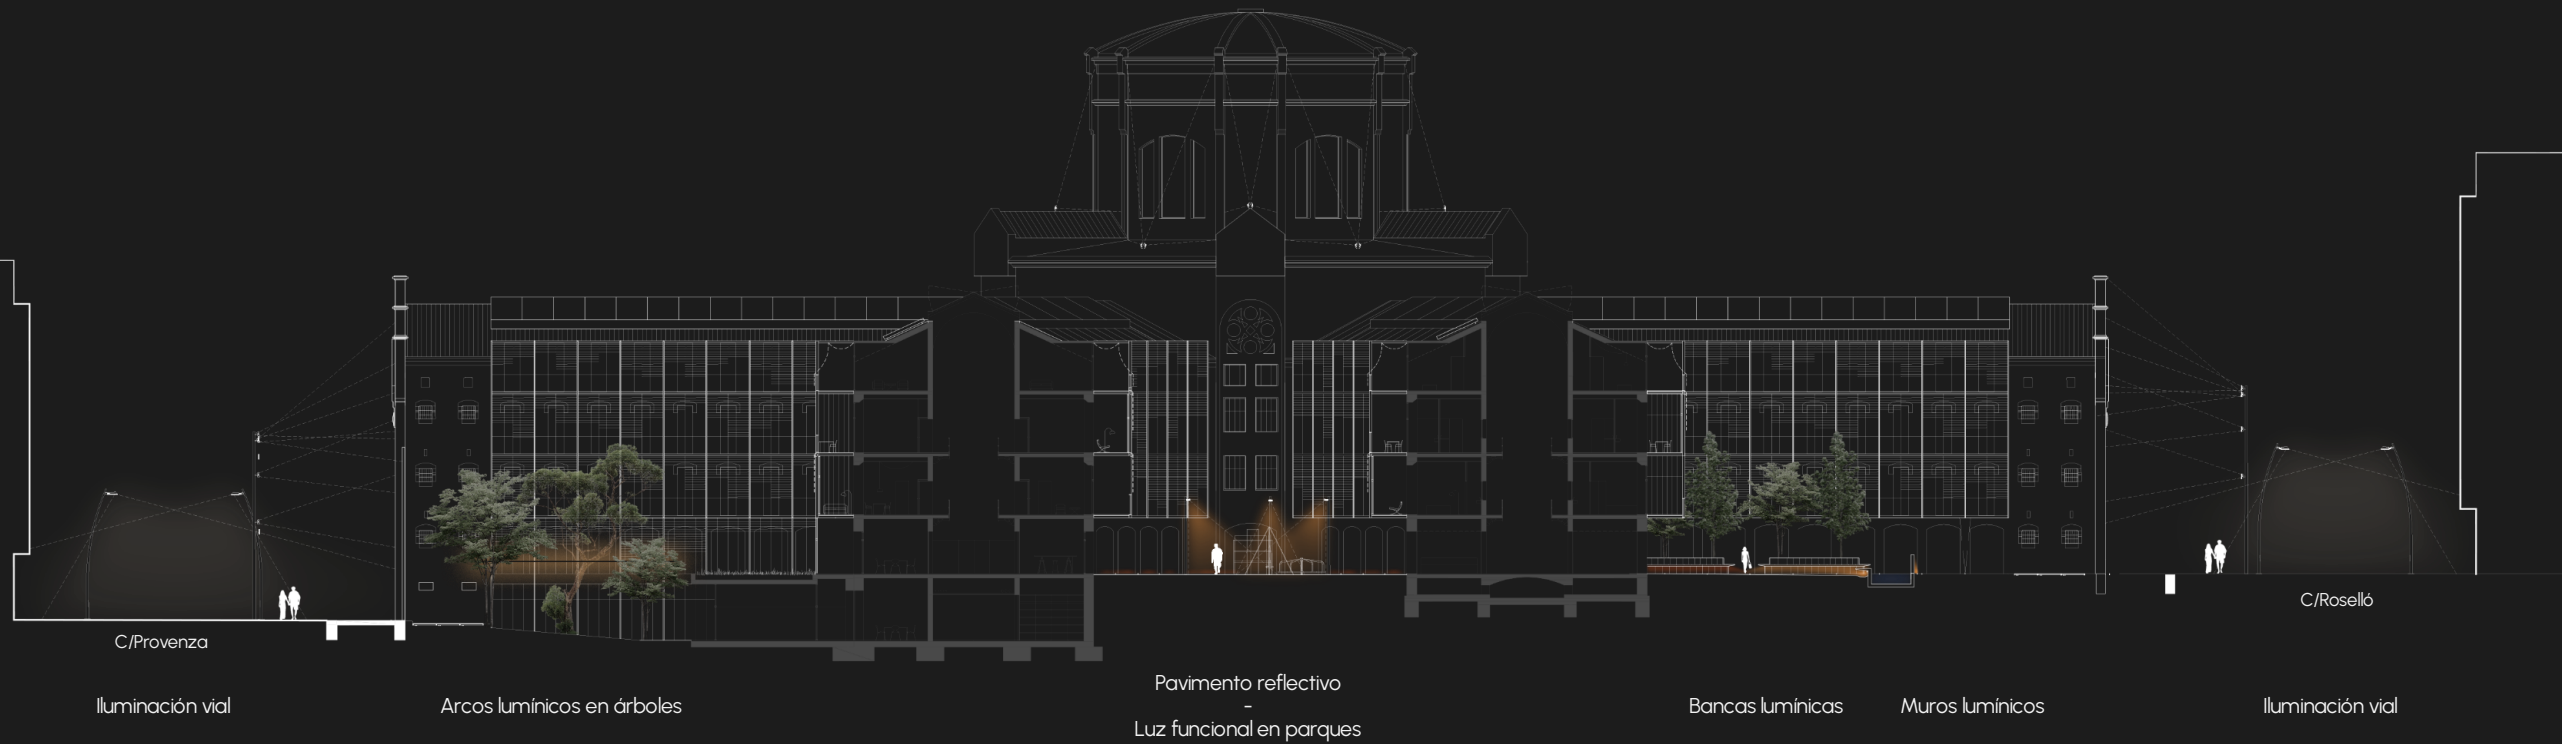 C/Provenza
C/Roselló
Iluminación vial
Arcos lumínicos en árboles
Pavimento reflectivo
-
Luz funcional en parques
Bancas lumínicas
Muros lumínicos
Iluminación vial